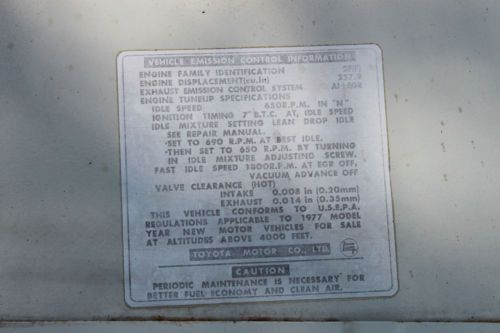 VEHICLE EMISSION CONTROL INFORMATION
ENGINE FAMILY IDENTIFICATION 2F(F)
ENGINE DISPLACEMENT(cu.in) 257.9
EXHAUST EMISSION CONTROL SYSTEM
ENGINE TUNEUP SPECIFICATIONS
IDLE SPEED 650R.P.M. IN "N"
IGNITION TIMING 7°B.T.C. AT, IDLE SPEED
IDLE MIXTURE SETTING LEAN DROP IDLE
SEE REPAIR MANUAL.
·SET TO 690 R.P.M. AT BEST IDLE.
·THEN SET TO 650 R.P.M. BY TURNING
IN IDLE MIXTURE ADJUSTING SCREW.
FAST IDLE SPEED 1800R.P.M. AT EGR OFF,
VACUUM ADVANCE OFF
VALVE CLEARANCE (HOT)
INTAKE 0.008 in (0.20mm)
EXHAUST 0.014 in (0.35mm)
THIS VEHICLE CONFORMS TO U.S.E.P.A.
REGULATIONS APPLICABLE TO 1977 MODEL
YEAR NEW MOTOR VEHICLES FOR SALE
AT ALTITUDES ABOVE 4000 FEET.
TOYOTA MOTOR CO., LTD.
CAUTION
PERIODIC MAINTENANCE IS NECESSARY FOR
BETTER FUEL ECONOMY AND CLEAN AIR.